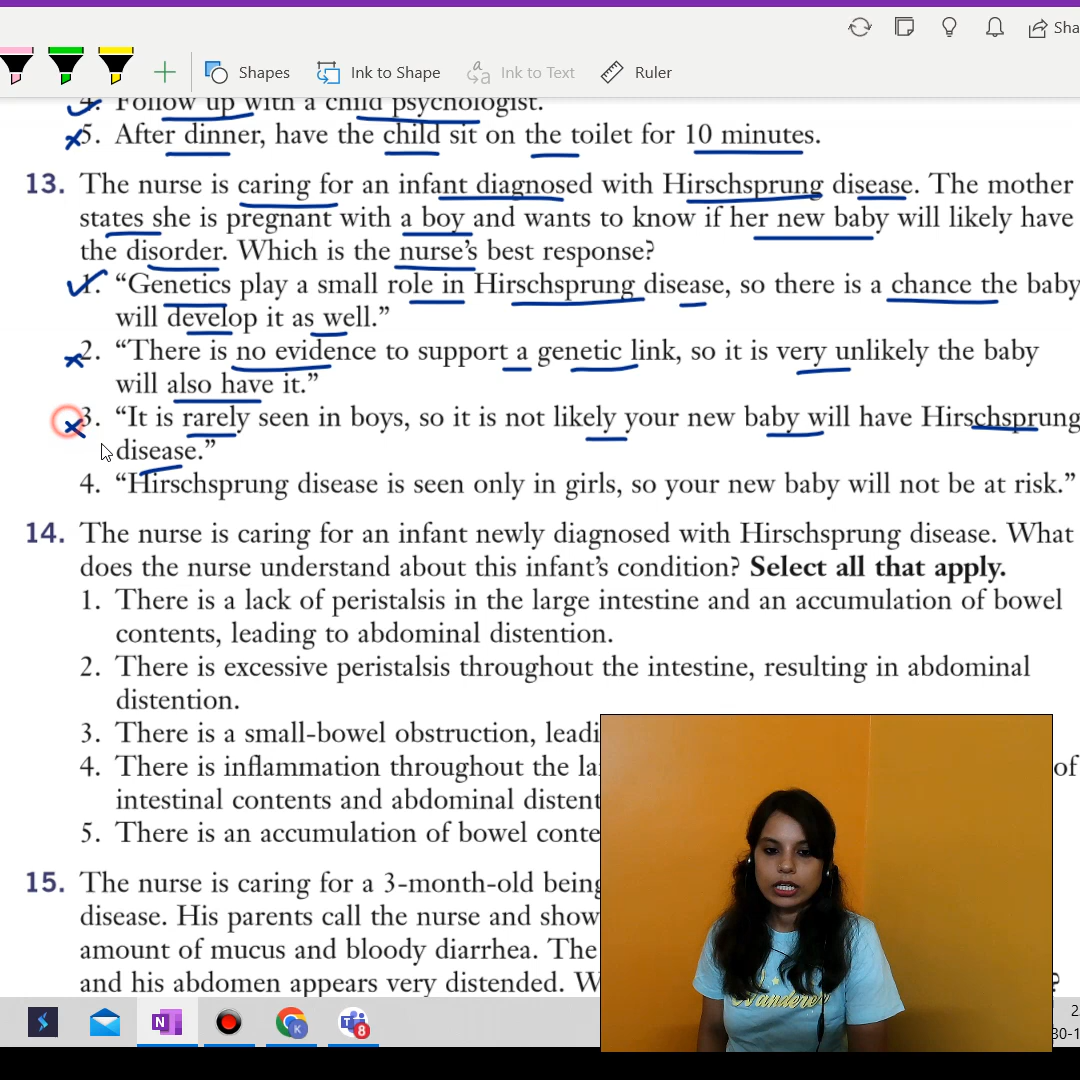 Sha
Shapes Ink to Shape Ink to Text Ruler
4. Follow up with a child psychologist.
5. After dinner, have the child sit on the toilet for 10 minutes.
13. The nurse is caring for an infant diagnosed with Hirschsprung disease. The mother
states she is pregnant with a boy and wants to know if her new baby will likely have
the disorder. Which is the nurse’s best response?
1. “Genetics play a small role in Hirschsprung disease, so there is a chance the baby
will develop it as well.”
2. “There is no evidence to support a genetic link, so it is very unlikely the baby
will also have it.”
3. “It is rarely seen in boys, so it is not likely your new baby will have Hirschsprung
disease.”
4. “Hirschsprung disease is seen only in girls, so your new baby will not be at risk.”
14. The nurse is caring for an infant newly diagnosed with Hirschsprung disease. What
does the nurse understand about this infant’s condition? Select all that apply.
1. There is a lack of peristalsis in the large intestine and an accumulation of bowel
contents, leading to abdominal distention.
2. There is excessive peristalsis throughout the intestine, resulting in abdominal
distention.
3. There is a small-bowel obstruction, leadi
4. There is inflammation throughout the la of
intestinal contents and abdominal distent
5. There is an accumulation of bowel conte
15. The nurse is caring for a 3-month-old being
disease. His parents call the nurse and show
amount of mucus and bloody diarrhea. The
and his abdomen appears very distended. W ?
N K 8 2
30-1